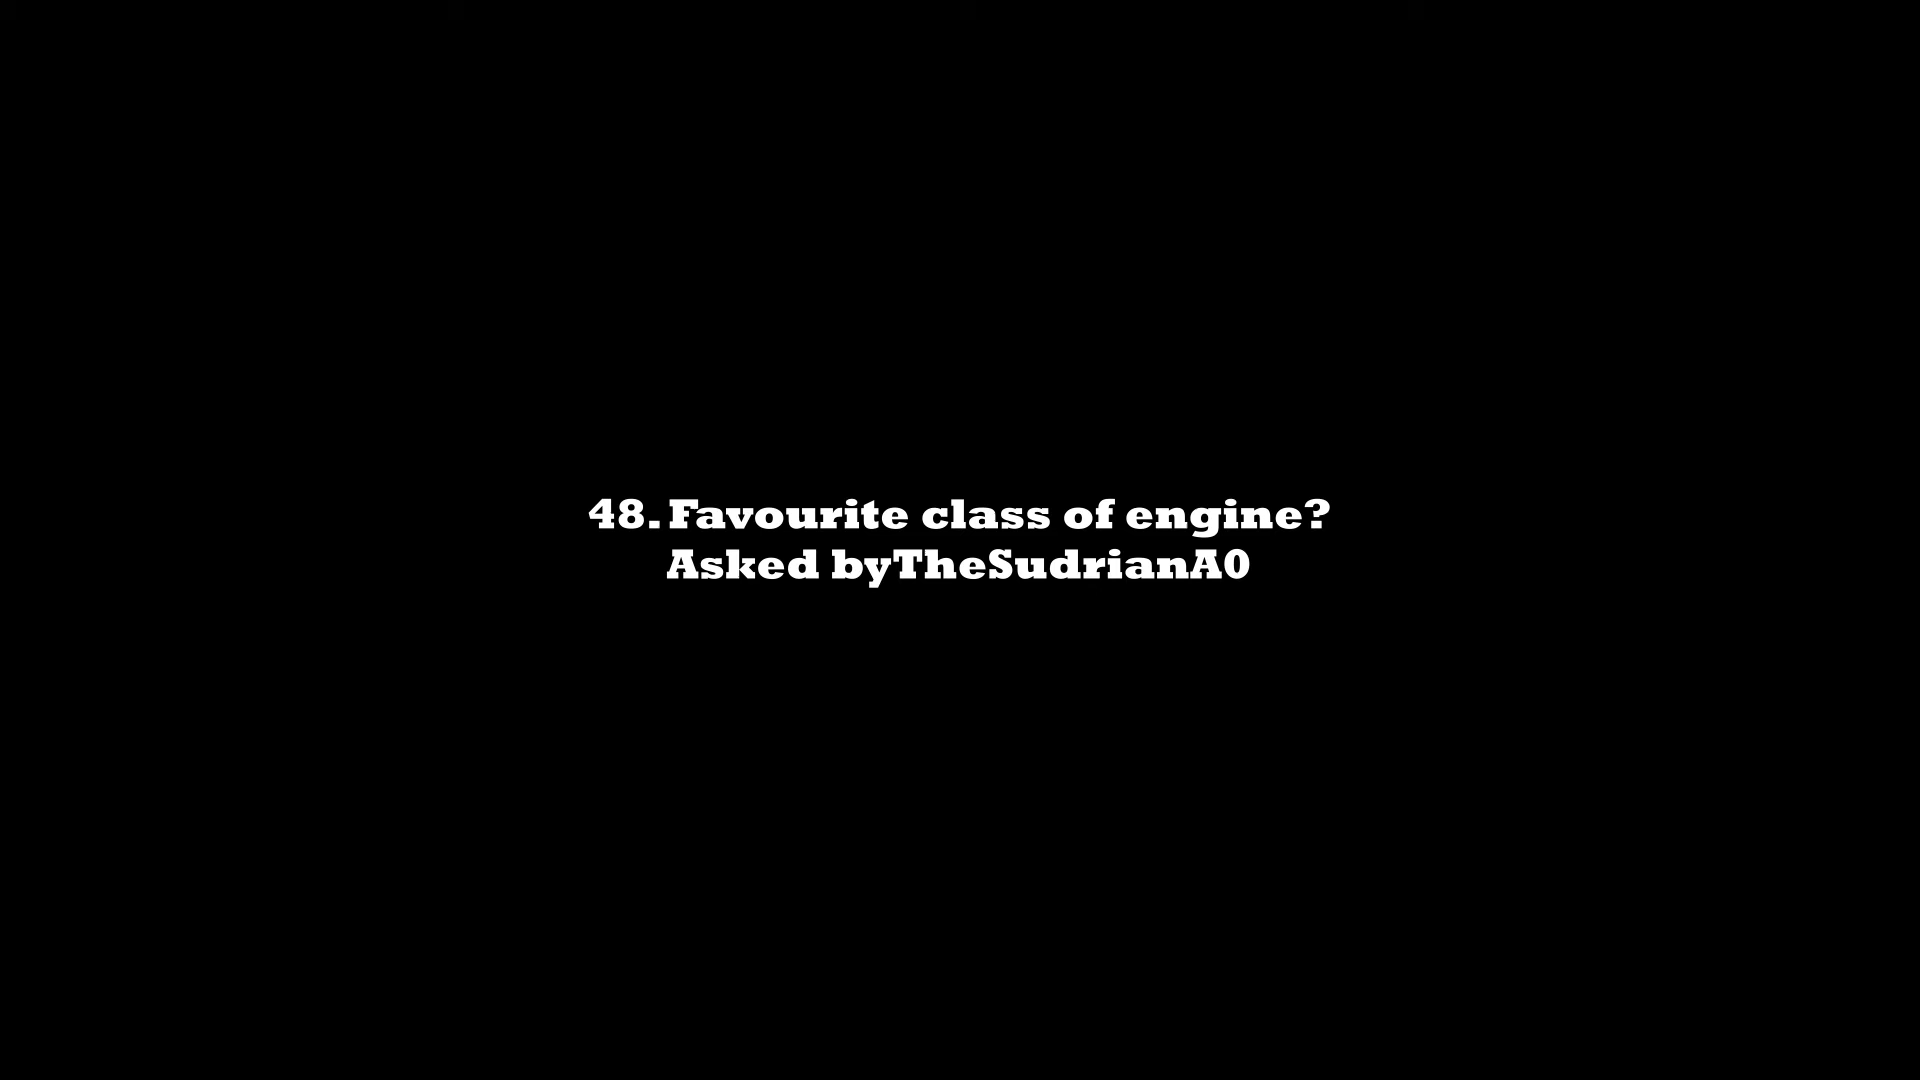 48. Favourite class of engine?
Asked byTheSudrianA0